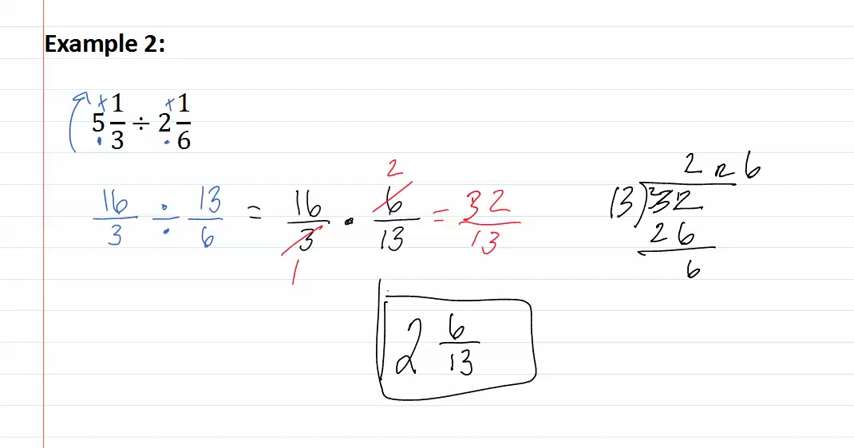 Example 2:
5 1/3 ÷ 2 1/6
16/3 ÷ 13/6 = 16/3 · 6/13 = 32/13
2
1
2 R 6
13)32
26
6
2 6/13